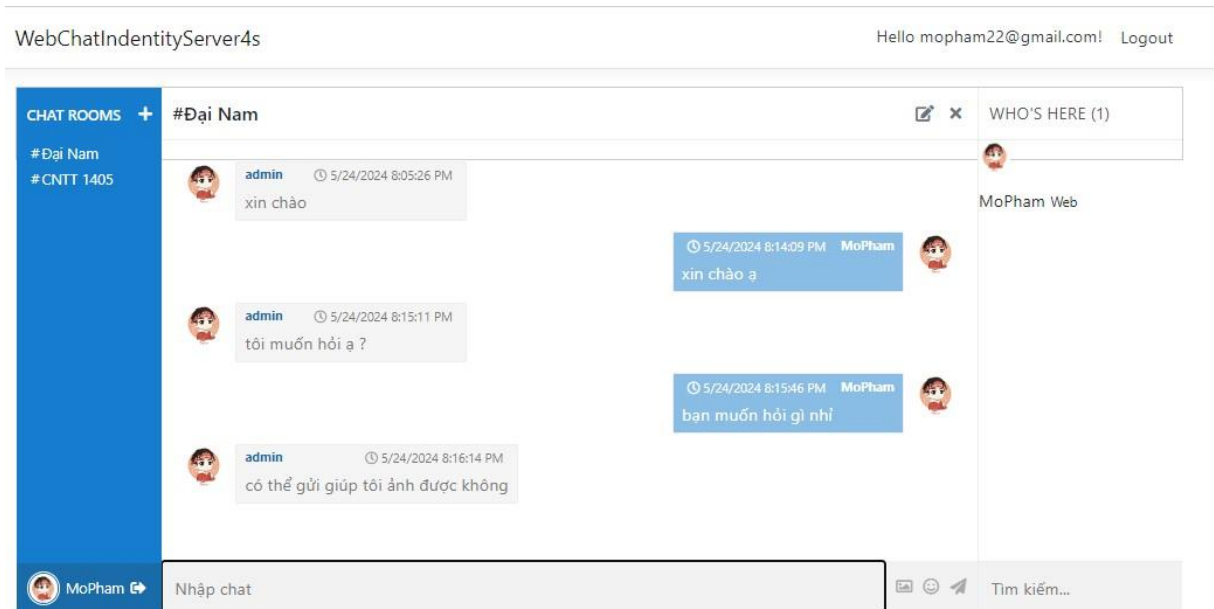 WebChatIndentityServer4s
Hello mopham22@gmail.com! Logout
CHAT ROOMS +
#Đại Nam
#CNTT 1405
#Đại Nam
WHO'S HERE (1)
MoPham Web
admin 5/24/2024 8:05:26 PM
xin chào
5/24/2024 8:14:09 PM MoPham
xin chào ạ
admin 5/24/2024 8:15:11 PM
tôi muốn hỏi ạ ?
5/24/2024 8:15:46 PM MoPham
bạn muốn hỏi gì nhỉ
admin 5/24/2024 8:16:14 PM
có thể gửi giúp tôi ảnh được không
MoPham
Nhập chat
Tìm kiếm...